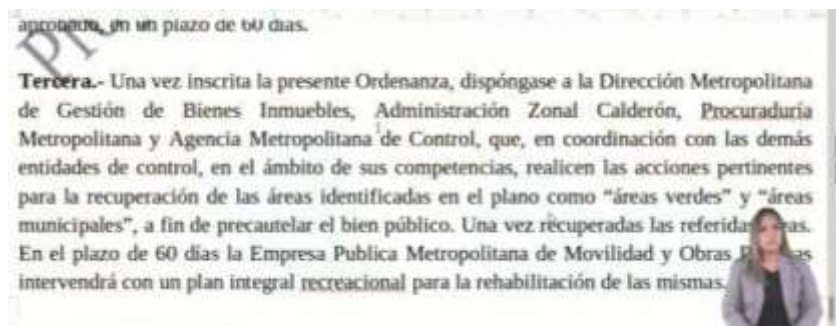 aprobado, en un plazo de 60 días.
Tercera.- Una vez inscrita la presente Ordenanza, dispóngase a la Dirección Metropolitana
de Gestión de Bienes Inmuebles, Administración Zonal Calderón, Procuraduría
Metropolitana y Agencia Metropolitana de Control, que, en coordinación con las demás
entidades de control, en el ámbito de sus competencias, realicen las acciones pertinentes
para la recuperación de las áreas identificadas en el plano como “áreas verdes” y “áreas
municipales”, a fin de precautelar el bien público. Una vez recuperadas las referidas
En el plazo de 60 días la Empresa Publica Metropolitana de Movilidad y Obras
intervendrá con un plan integral recreacional para la rehabilitación de las mismas.